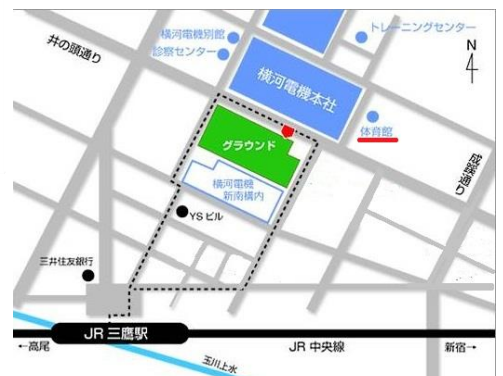 横河電機別館
診察センター
トレーニングセンター
N
井の頭通り
横河電機本社
体育館
グラウンド
成蹊通り
横河電機
新南構内
YSビル
三井住友銀行
JR 三鷹駅
←高尾
JR 中央線
新宿→
玉川上水